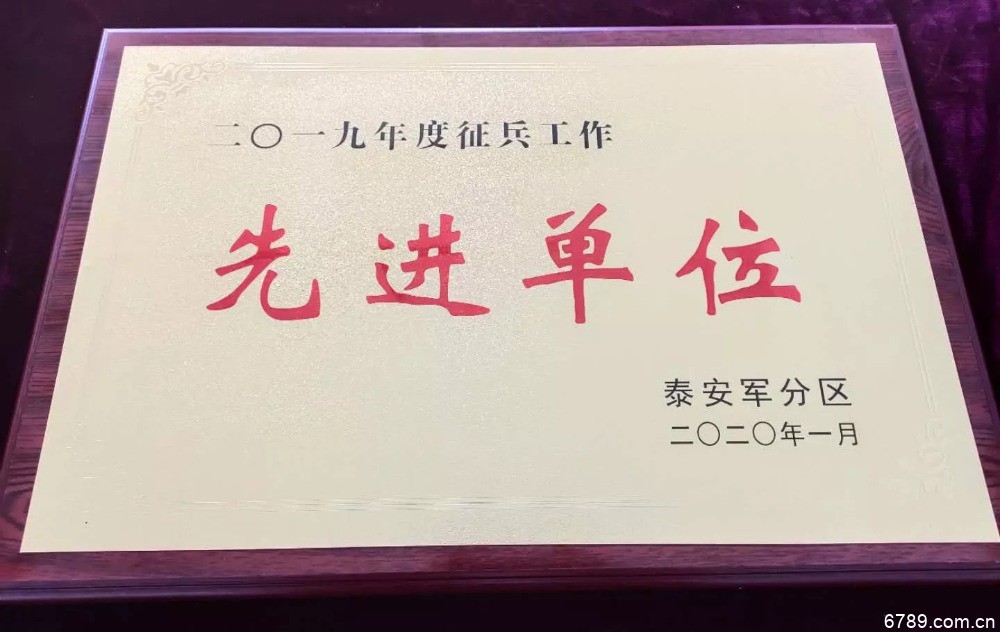 二〇一九年度征兵工作
先进单位
泰安军分区
二〇二〇年一月
6789.com.cn